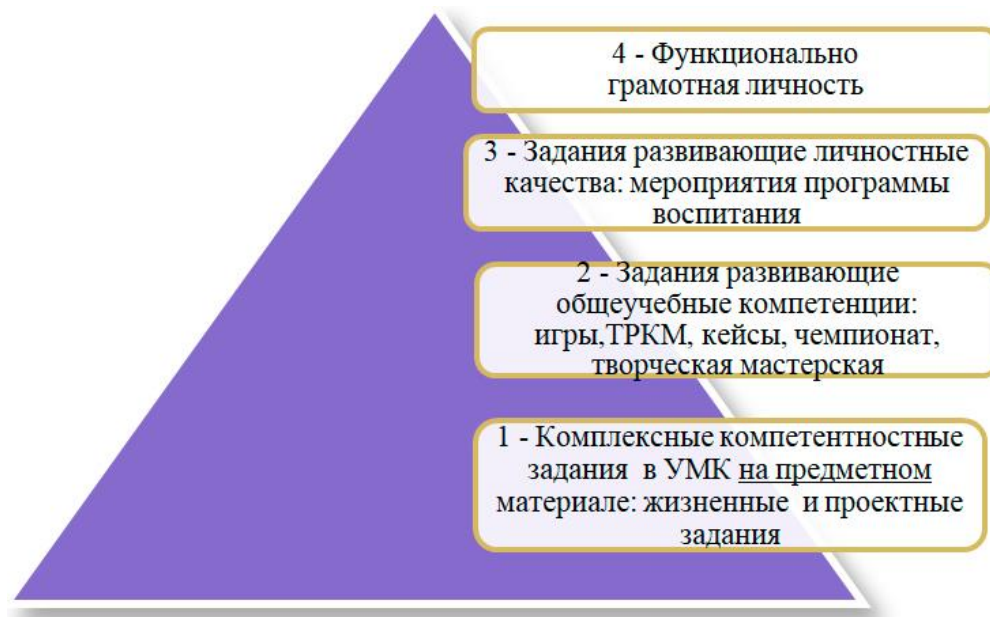 4 - Функционально
грамотная личность
3 - Задания развивающие личностные
качества: мероприятия программы
воспитания
2 - Задания развивающие
общеучебные компетенции:
игры,ТРКМ, кейсы, чемпионат,
творческая мастерская
1 - Комплексные компетентностные
задания в УМК на предметном
материале: жизненные и проектные
задания